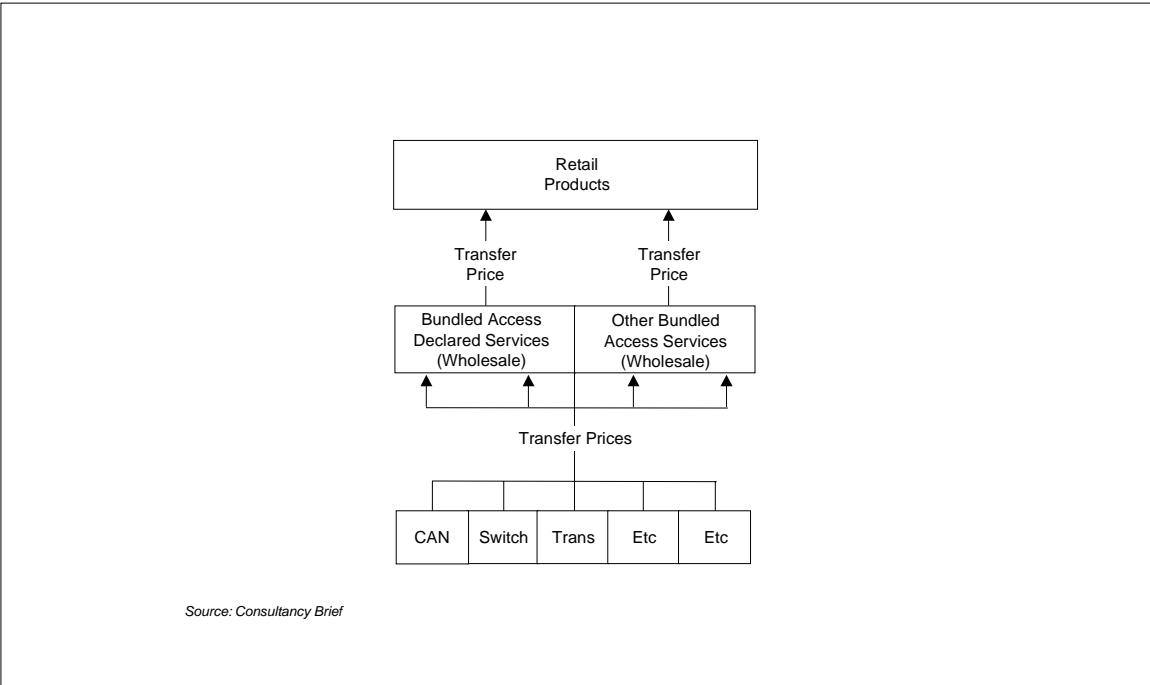 Retail
Products
Transfer
Price
Transfer
Price
Bundled Access
Declared Services
(Wholesale)
Other Bundled
Access Services
(Wholesale)
Transfer Prices
CAN
Switch
Trans
Etc
Etc
Source: Consultancy Brief